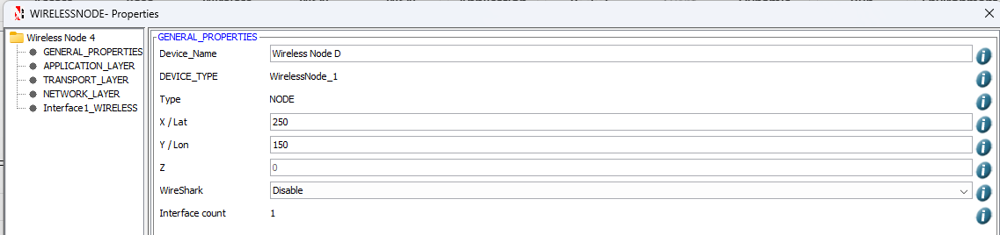 WIRELESSNODE- Properties
Wireless Node 4
GENERAL_PROPERTIES
APPLICATION_LAYER
TRANSPORT_LAYER
NETWORK_LAYER
Interface1_WIRELESS
GENERAL_PROPERTIES
Device_Name Wireless Node D
DEVICE_TYPE WirelessNode_1
Type NODE
X / Lat 250
Y / Lon 150
Z 0
WireShark Disable
Interface count 1